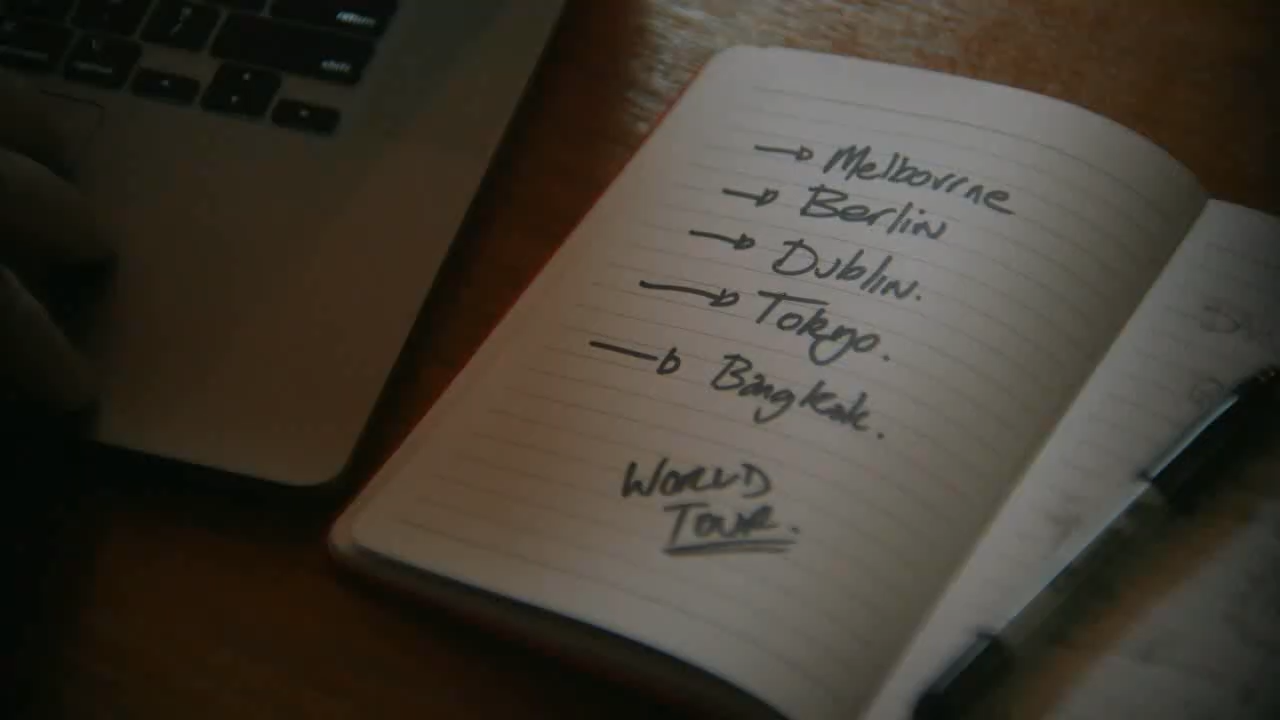 → Melbourne
→ Berlin
→ Dublin.
→ Tokyo.
→ Bangkok.
WORLD
TOUR.